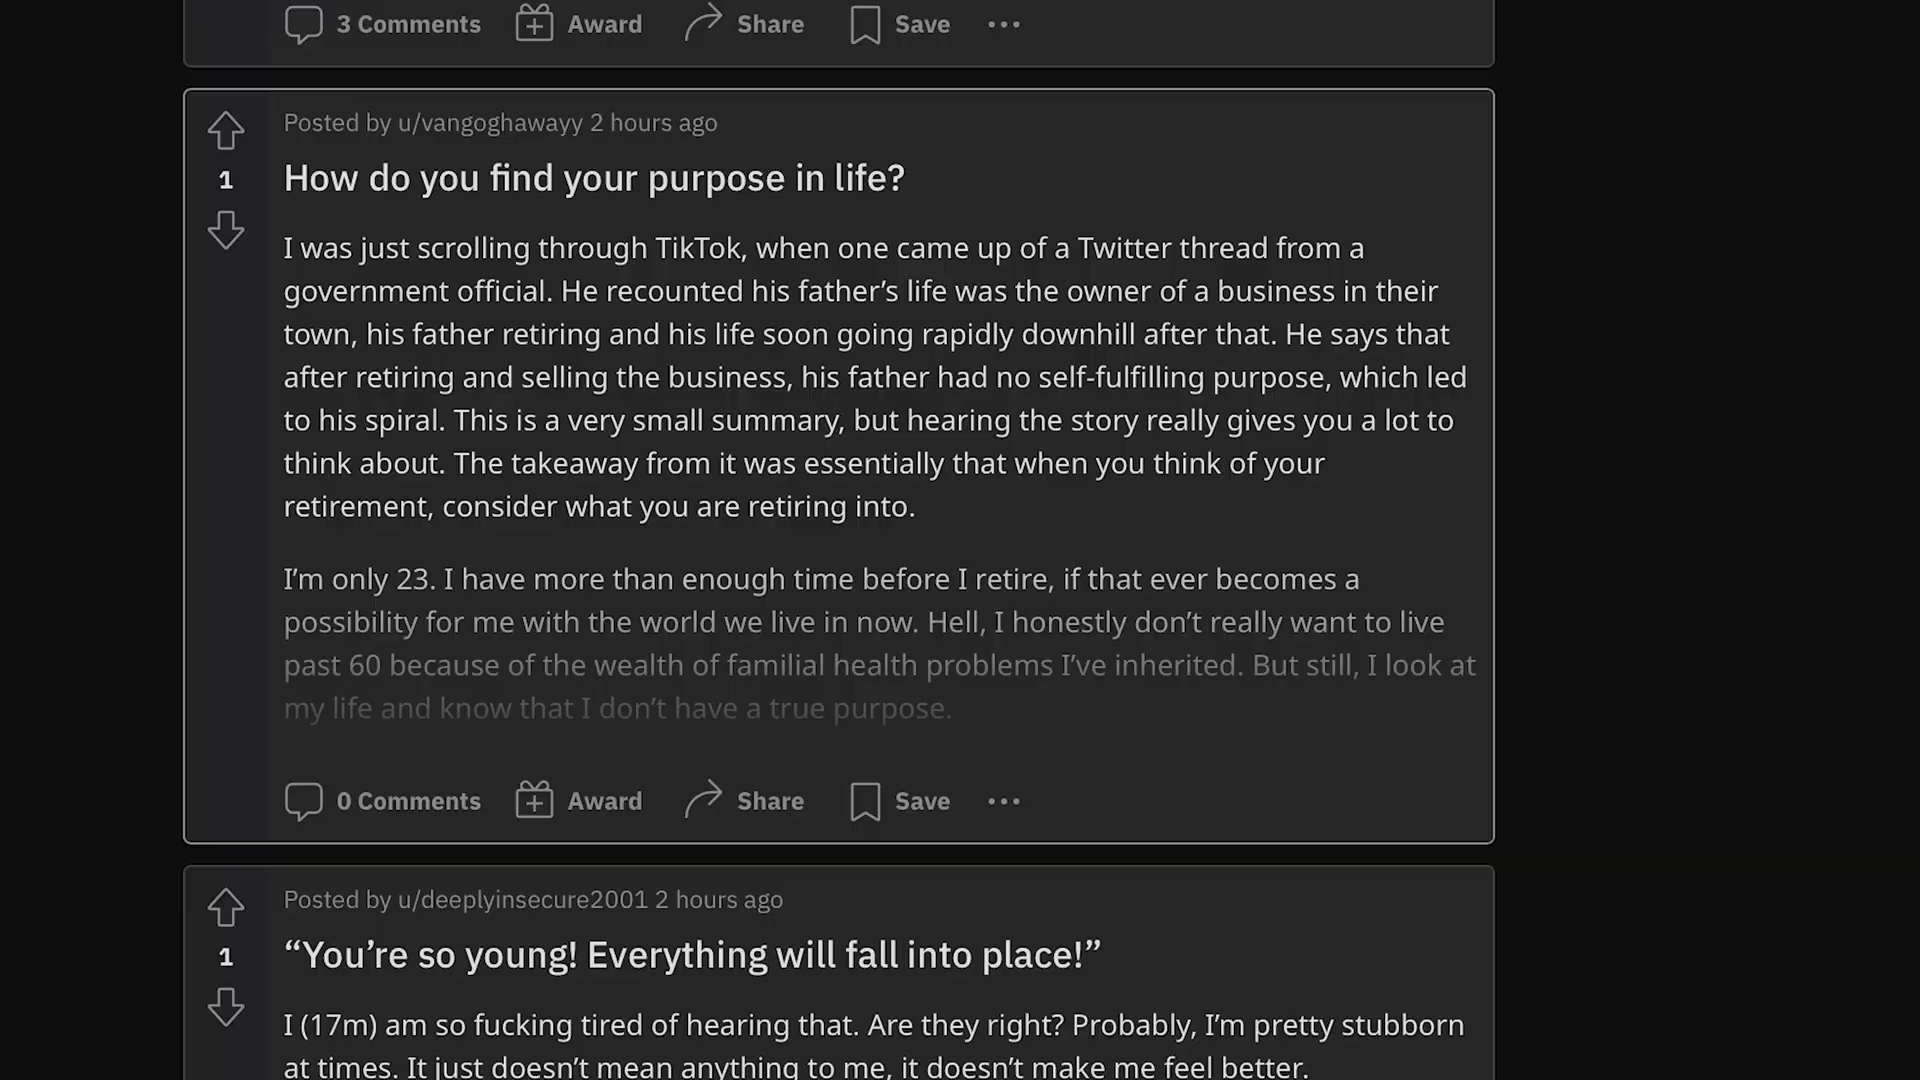 3 Comments Award Share Save
Posted by u/vangoghawayy 2 hours ago
1
How do you find your purpose in life?
I was just scrolling through TikTok, when one came up of a Twitter thread from a
government official. He recounted his father’s life was the owner of a business in their
town, his father retiring and his life soon going rapidly downhill after that. He says that
after retiring and selling the business, his father had no self-fulfilling purpose, which led
to his spiral. This is a very small summary, but hearing the story really gives you a lot to
think about. The takeaway from it was essentially that when you think of your
retirement, consider what you are retiring into.
I’m only 23. I have more than enough time before I retire, if that ever becomes a
possibility for me with the world we live in now. Hell, I honestly don’t really want to live
past 60 because of the wealth of familial health problems I’ve inherited. But still, I look at
my life and know that I don’t have a true purpose.
0 Comments Award Share Save
Posted by u/deeplyinsecure2001 2 hours ago
1
“You’re so young! Everything will fall into place!”
I (17m) am so fucking tired of hearing that. Are they right? Probably, I’m pretty stubborn
at times. It just doesn’t mean anything to me, it doesn’t make me feel better.